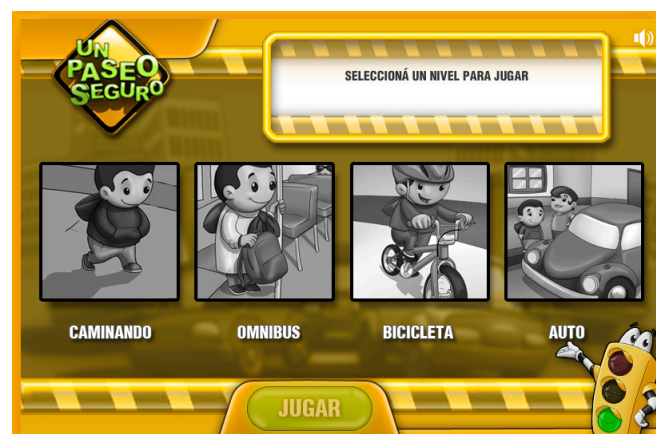 UN
PASEO
SEGURO
SELECCIONÁ UN NIVEL PARA JUGAR
CAMINANDO
OMNIBUS
BICICLETA
AUTO
JUGAR